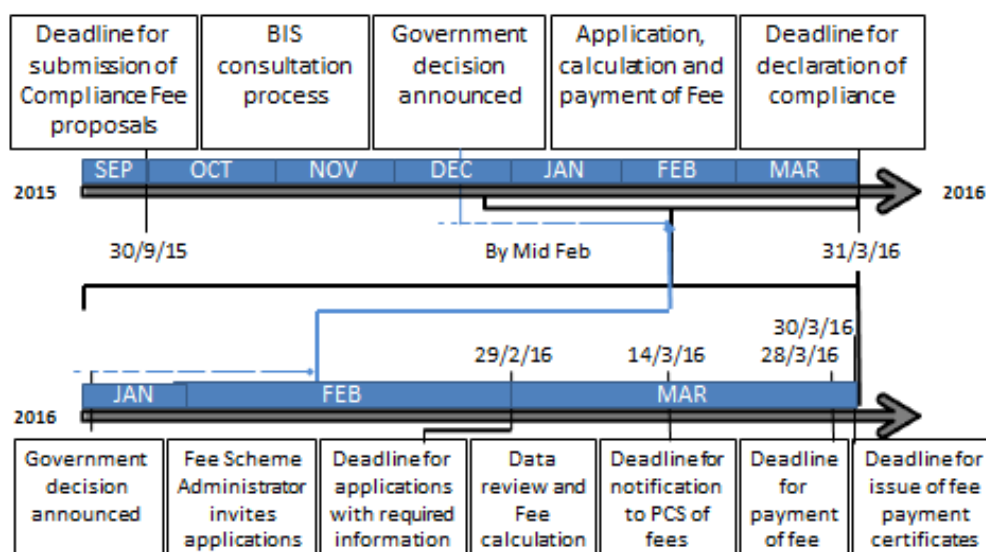 Deadline for
submission of
Compliance Fee
proposals
BIS
consultation
process
Government
decision
announced
Application,
calculation and
payment of Fee
Deadline for
declaration of
compliance
SEP OCT NOV DEC JAN FEB MAR
2015
2016
30/9/15
By Mid Feb
31/3/16
30/3/16
29/2/16 14/3/16 28/3/16
JAN FEB MAR
2016
Government
decision
announced
Fee Scheme
Administrator
invites
applications
Deadline for
applications
with required
information
Data
review and
Fee
calculation
Deadline for
notification
to PCS of
fees
Deadline
for
payment
of fee
Deadline for
issue of fee
payment
certificates